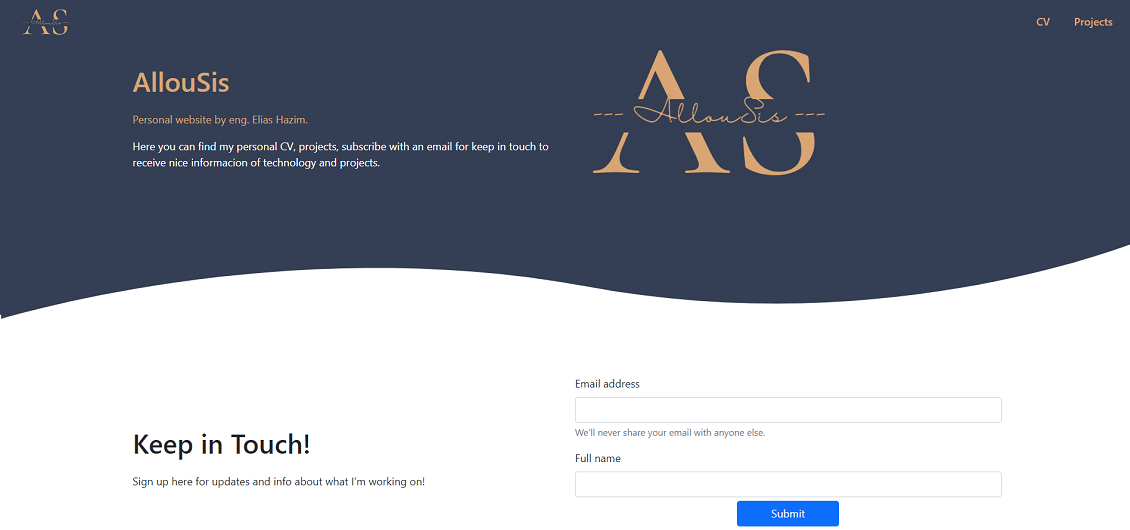 AS
AllouSis
CV
Projects
AllouSis
Personal website by eng. Elias Hazim.
Here you can find my personal CV, projects, subscribe with an email for keep in touch to
receive nice informacion of technology and projects.
AS
--- AllouSis ---
Email address
We'll never share your email with anyone else.
Keep in Touch!
Sign up here for updates and info about what I'm working on!
Full name
Submit